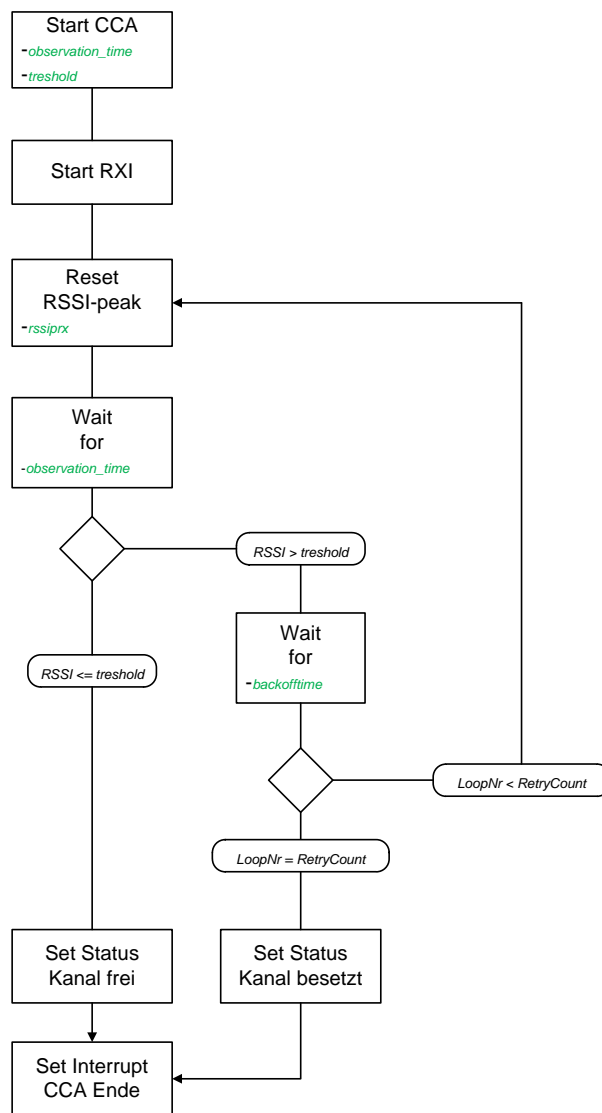 Start CCA
-observation_time
-treshold
Start RXI
Reset
RSSI-peak
-rssiprx
Wait
for
-observation_time
RSSI > treshold
Wait
for
-backofftime
RSSI <= treshold
LoopNr < RetryCount
LoopNr = RetryCount
Set Status
Kanal frei
Set Status
Kanal besetzt
Set Interrupt
CCA Ende